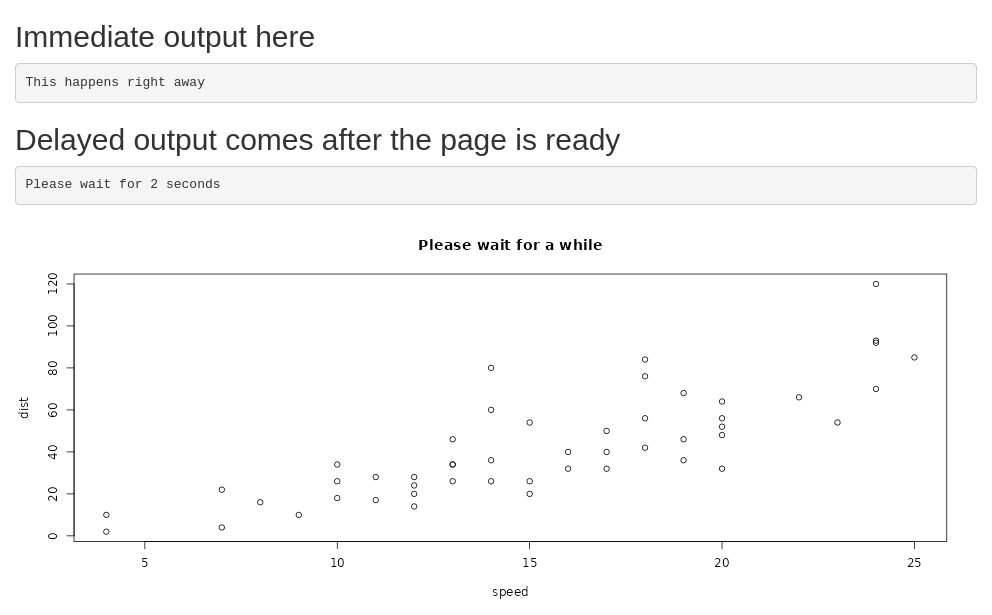 Immediate output here
This happens right away
Delayed output comes after the page is ready
Please wait for 2 seconds
Please wait for a while
dist
0 20 40 60 80 100 120
5 10 15 20 25
speed